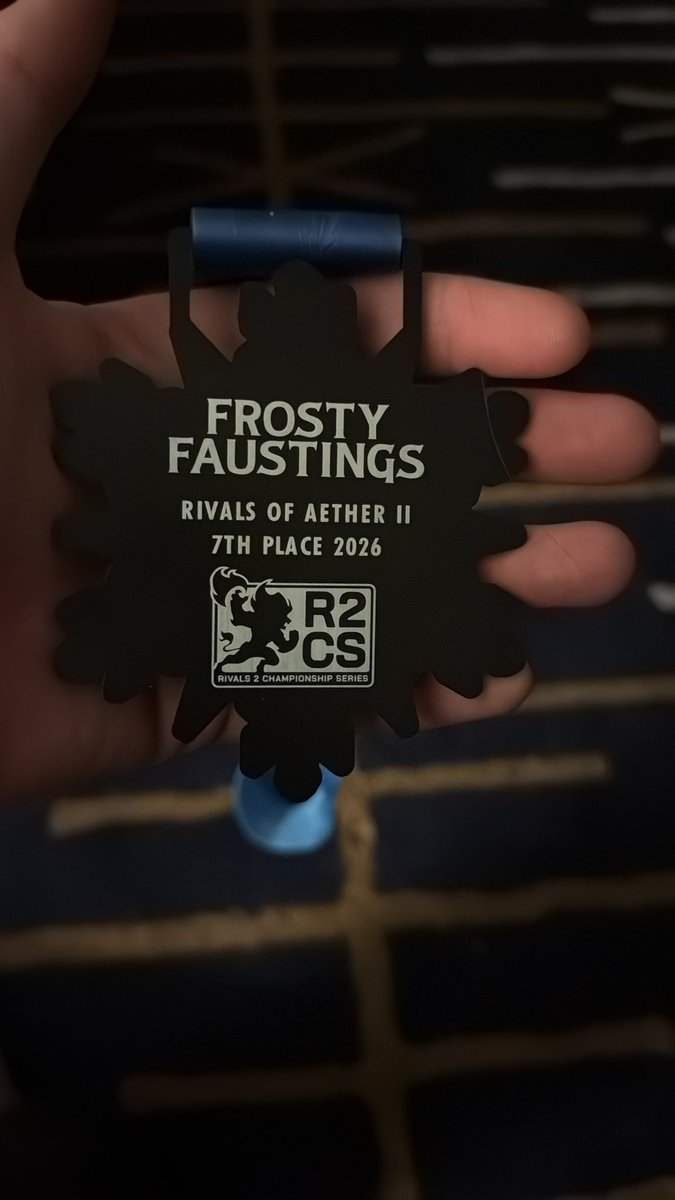 FROSTY
FAUSTINGS
RIVALS OF AETHER II
7TH PLACE 2026
R2
CS
RIVALS 2 CHAMPIONSHIP SERIES